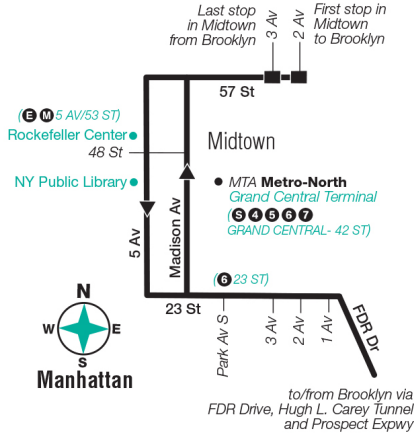 Last stop
in Midtown
from Brooklyn
3 Av
2 Av
First stop in
Midtown
to Brooklyn
57 St
(E M 5 AV/53 ST)
Rockefeller Center
48 St
Midtown
NY Public Library
MTA Metro-North
Grand Central Terminal
(S 4 5 6 7
GRAND CENTRAL- 42 ST)
5 Av
Madison Av
(6 23 ST)
23 St
Park Av S
3 Av
2 Av
1 Av
FDR Dr
N
W
E
S
Manhattan
to/from Brooklyn via
FDR Drive, Hugh L. Carey Tunnel
and Prospect Expwy